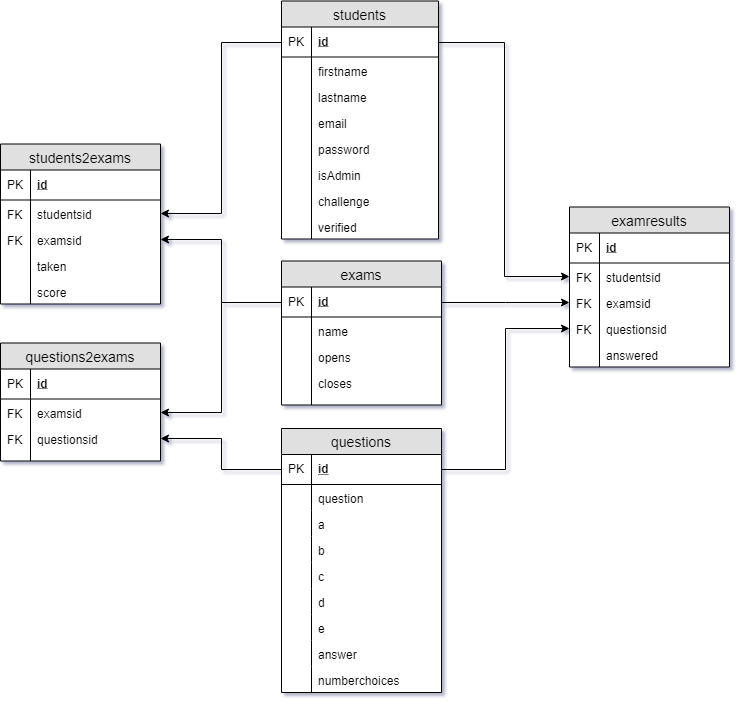 students
PK id
firstname
lastname
email
password
isAdmin
challenge
verified
students2exams
PK id
FK studentsid
FK examsid
taken
score
examresults
PK id
FK studentsid
FK examsid
FK questionsid
answered
exams
PK id
name
opens
closes
questions2exams
PK id
FK examsid
FK questionsid
questions
PK id
question
a
b
c
d
e
answer
numberchoices